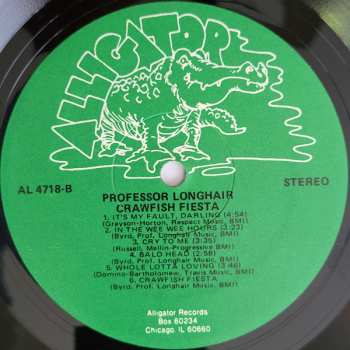 ALLIGATOR
AL 4718-B
STEREO
PROFESSOR LONGHAIR
CRAWFISH FIESTA
1. IT'S MY FAULT, DARLING (4:54)
(Greyson-Horton, Respect Music, BMI)
2. IN THE WEE WEE HOURS (3:23)
(Byrd, Prof. Longhair Music, BMI)
3. CRY TO ME (3:35)
(Russell, Mellin-Progressive BMI)
4. BALD HEAD (2:58)
(Byrd, Prof. Longhair Music, BMI)
5. WHOLE LOTTA LOVING (3:46)
(Domino-Bartholomew, Travis Music, BMI)
6. CRAWFISH FIESTA
(Byrd, Prof. Longhair Music, BMI)
Alligator Records
Box 60234
Chicago, IL 60660